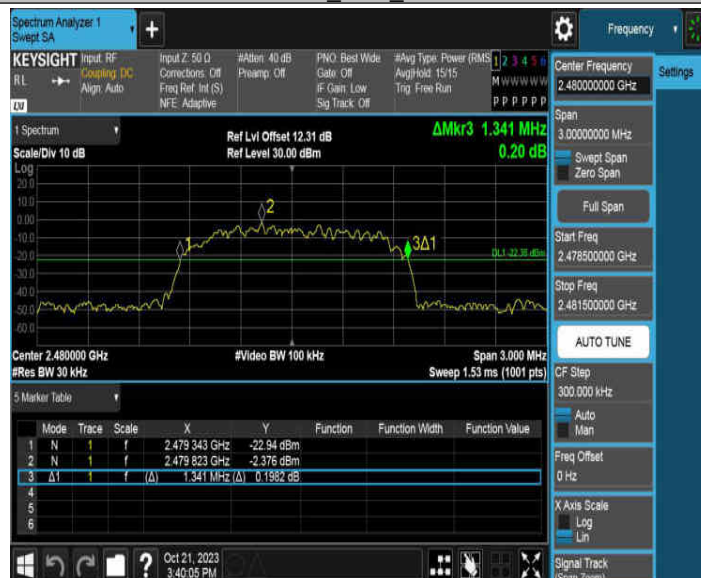 Spectrum Analyzer 1
Swept SA
Frequency
KEYSIGHT
RL
Input: RF
Coupling: DC
Align: Auto
Input Z: 50 Ω
Corrections: Off
Freq Ref: Int (S)
NFE: Adaptive
#Atten: 40 dB
Preamp: Off
PNO: Best Wide
Gate: Off
IF Gain: Low
Sig Track: Off
#Avg Type: Power (RMS
Avg|Hold: 15/15
Trig: Free Run
1 2 3 4 5 6
M W W W W W
P P P P P P
LXI
1 Spectrum
Scale/Div 10 dB
Ref Lvl Offset 12.31 dB
Ref Level 30.00 dBm
ΔMkr3 1.341 MHz
0.20 dB
Log
20.0
10.0
0.00
-10.0
-20.0
-30.0
-40.0
-50.0
-60.0
1
2
3Δ1
DL1 -22.38 dBm
Center 2.480000 GHz
#Res BW 30 kHz
#Video BW 100 kHz
Span 3.000 MHz
Sweep 1.53 ms (1001 pts)
5 Marker Table
Mode Trace Scale X Y Function Function Width Function Value
1 N 1 f 2.479 343 GHz -22.94 dBm
2 N 1 f 2.479 823 GHz -2.376 dBm
3 Δ1 1 f (Δ) 1.341 MHz (Δ) 0.1982 dB
4
5
6
Oct 21, 2023
3:40:05 PM
Center Frequency
2.480000000 GHz
Settings
Span
3.00000000 MHz
Swept Span
Zero Span
Full Span
Start Freq
2.478500000 GHz
Stop Freq
2.481500000 GHz
AUTO TUNE
CF Step
300.000 kHz
Auto
Man
Freq Offset
0 Hz
X Axis Scale
Log
Lin
Signal Track
(Span Zoom)